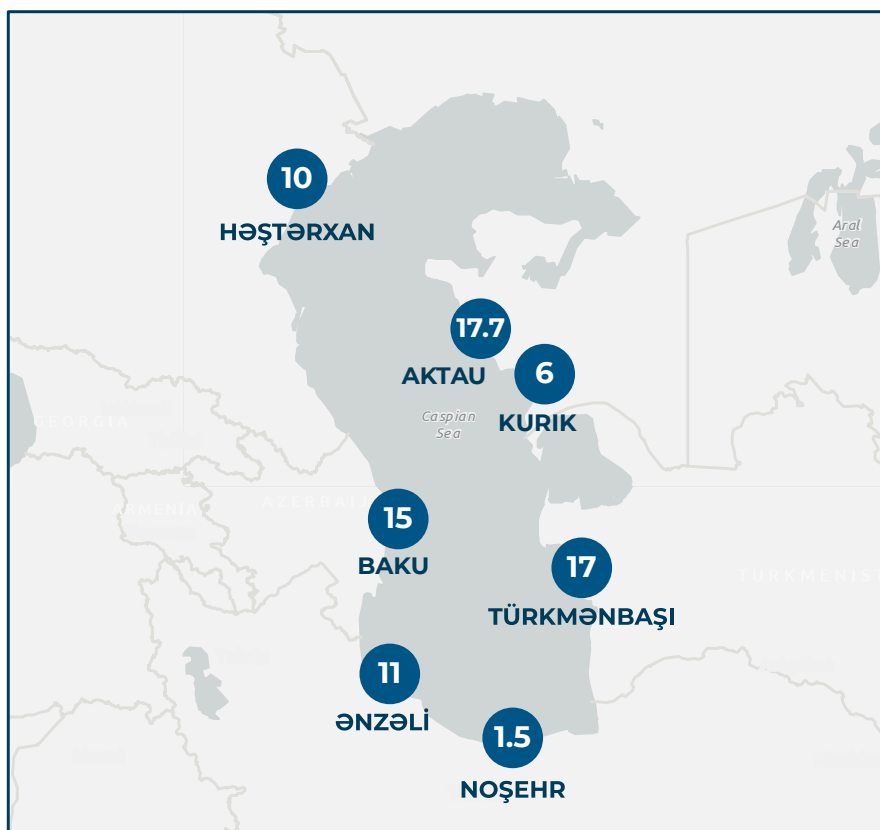 10
HƏŞTƏRXAN
Aral
Sea
17.7
AKTAU
6
KURIK
Caspian
Sea
GEORGIA
ARMENIA
AZERBAIJ
15
BAKU
17
TÜRKMƏNBAŞI
TURKMENIST
11
ƏNZƏLİ
1.5
NOŞEHR